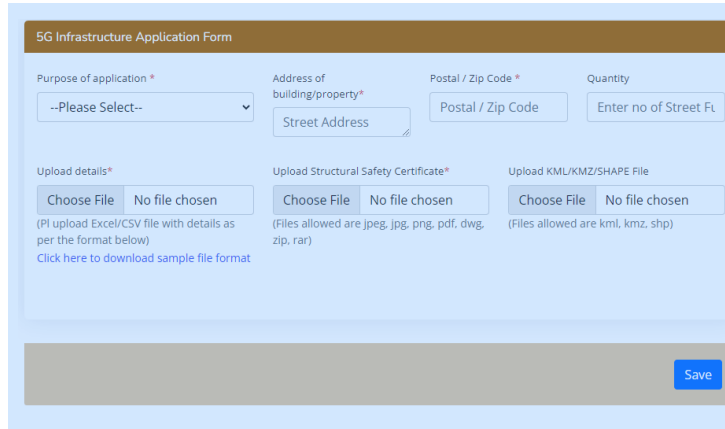 5G Infrastructure Application Form
Purpose of application *
Address of
building/property*
Postal / Zip Code *
Quantity
--Please Select--
Street Address
Postal / Zip Code
Enter no of Street Fu
Upload details*
Upload Structural Safety Certificate*
Upload KML/KMZ/SHAPE File
Choose File No file chosen
Choose File No file chosen
Choose File No file chosen
(Pl upload Excel/CSV file with details as
per the format below)
(Files allowed are jpeg, jpg, png, pdf, dwg,
zip, rar)
(Files allowed are kml, kmz, shp)
Click here to download sample file format
Save